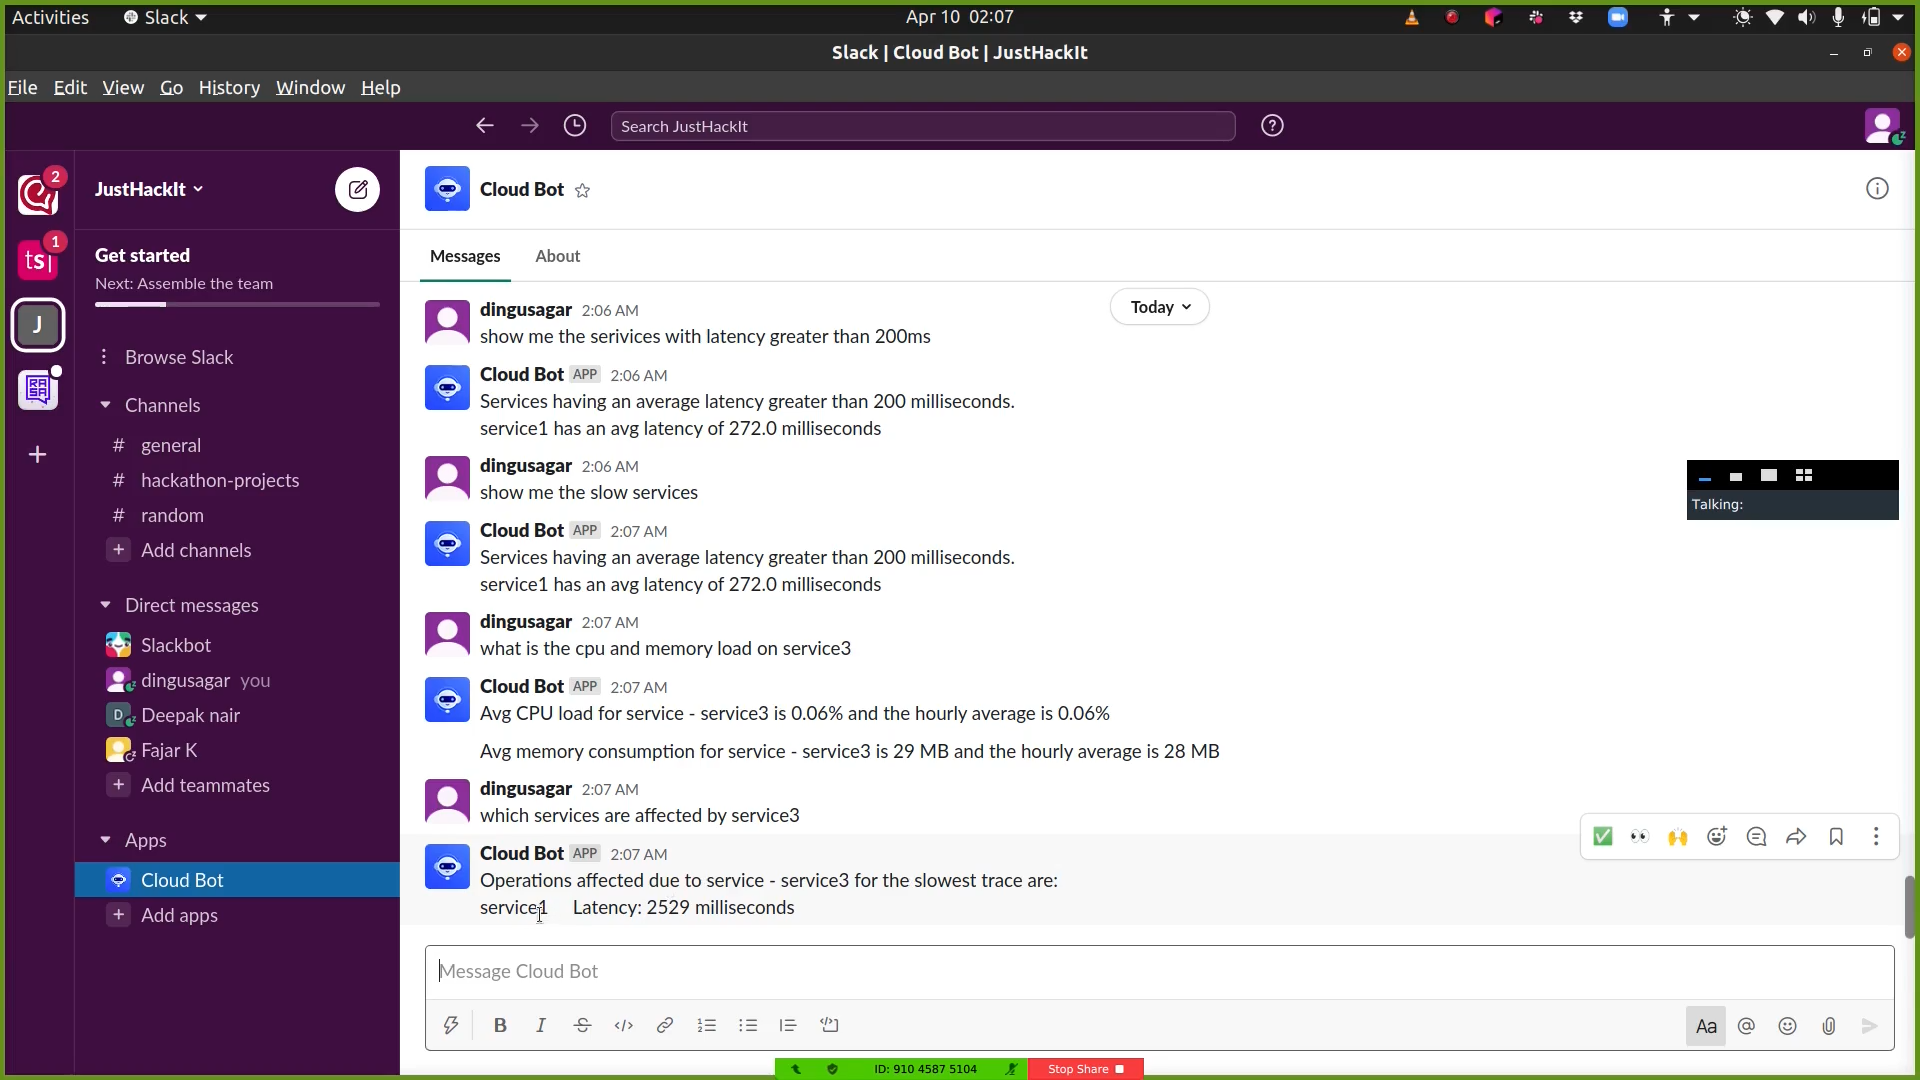 Activities Slack Apr 10 02:07
Slack | Cloud Bot | JustHackIt
File Edit View Go History Window Help
Search JustHackIt
2
JustHackIt
Cloud Bot
1
ts
Get started
Next: Assemble the team
Messages About
J
dingusagar 2:06 AM
Today
show me the serivices with latency greater than 200ms
Browse Slack
RASA
Cloud Bot APP 2:06 AM
Services having an average latency greater than 200 milliseconds.
service1 has an avg latency of 272.0 milliseconds
Channels
# general
# hackathon-projects
# random
Add channels
dingusagar 2:06 AM
show me the slow services
Talking:
Cloud Bot APP 2:07 AM
Services having an average latency greater than 200 milliseconds.
service1 has an avg latency of 272.0 milliseconds
Direct messages
Slackbot
dingusagar you
D Deepak nair
Fajar K
Add teammates
dingusagar 2:07 AM
what is the cpu and memory load on service3
Cloud Bot APP 2:07 AM
Avg CPU load for service - service3 is 0.06% and the hourly average is 0.06%
Avg memory consumption for service - service3 is 29 MB and the hourly average is 28 MB
dingusagar 2:07 AM
which services are affected by service3
Apps
Cloud Bot
Add apps
Cloud Bot APP 2:07 AM
Operations affected due to service - service3 for the slowest trace are:
service1 Latency: 2529 milliseconds
Message Cloud Bot
B I S </> Aa @
ID: 910 4587 5104 Stop Share